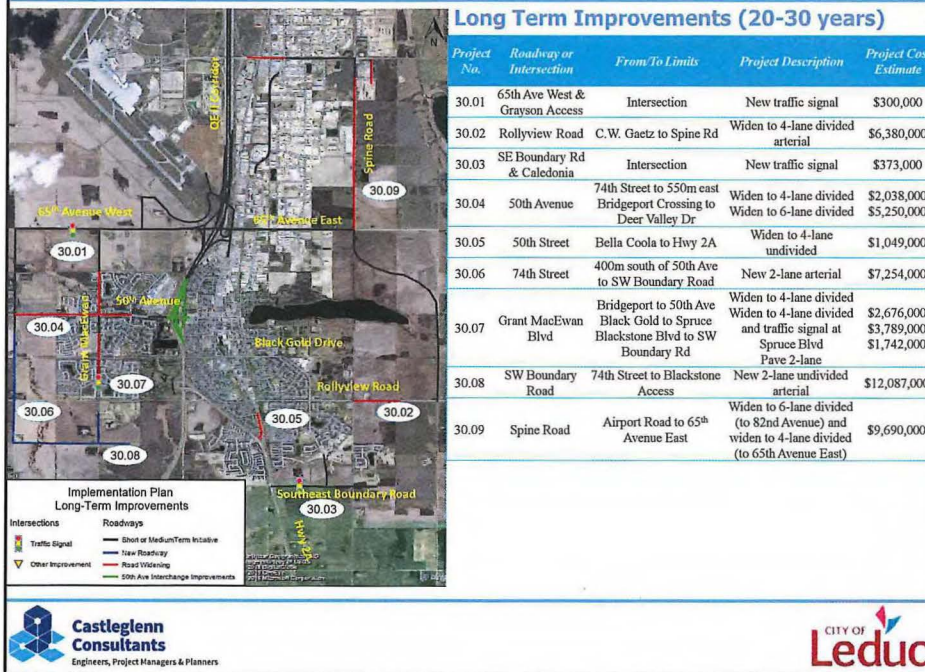 Long Term Improvements (20-30 years)
Project No. Roadway or Intersection From/To Limits Project Description Project Cos Estimate
30.01 65th Ave West & Grayson Access Intersection New traffic signal $300,000
30.02 Rollyview Road C.W. Gaetz to Spine Rd Widen to 4-lane divided arterial $6,380,000
30.03 SE Boundary Rd & Caledonia Intersection New traffic signal $373,000
30.04 50th Avenue 74th Street to 550m east Bridgeport Crossing to Deer Valley Dr Widen to 4-lane divided Widen to 6-lane divided $2,038,000 $5,250,000
30.05 50th Street Bella Coola to Hwy 2A Widen to 4-lane undivided $1,049,000
30.06 74th Street 400m south of 50th Ave to SW Boundary Road New 2-lane arterial $7,254,000
30.07 Grant MacEwan Blvd Bridgeport to 50th Ave Black Gold to Spruce Blackstone Blvd to SW Boundary Rd Widen to 4-lane divided Widen to 4-lane divided and traffic signal at Spruce Blvd Pave 2-lane $2,676,000 $3,789,000 $1,742,000
30.08 SW Boundary Road 74th Street to Blackstone Access New 2-lane undivided arterial $12,087,000
30.09 Spine Road Airport Road to 65th Avenue East Widen to 6-lane divided (to 82nd Avenue) and widen to 4-lane divided (to 65th Avenue East) $9,690,000
N
QE II Corridor
Spine Road
30.09
65th Avenue West
65th Avenue East
30.01
50th Avenue
30.04
Grant MacEwan
Black Gold Drive
30.07
Rollyview Road
30.06
30.05
30.02
30.08
Southeast Boundary Road
30.03
Hwy 2A
Implementation Plan
Long-Term Improvements
Intersections
Roadways
Traffic Signal
Short or MediumTerm Initiative
New Roadway
Other Improvement
Road Widening
50th Ave Interchange Improvements
Castleglenn
Consultants
Engineers, Project Managers & Planners
CITY OF
Leduc